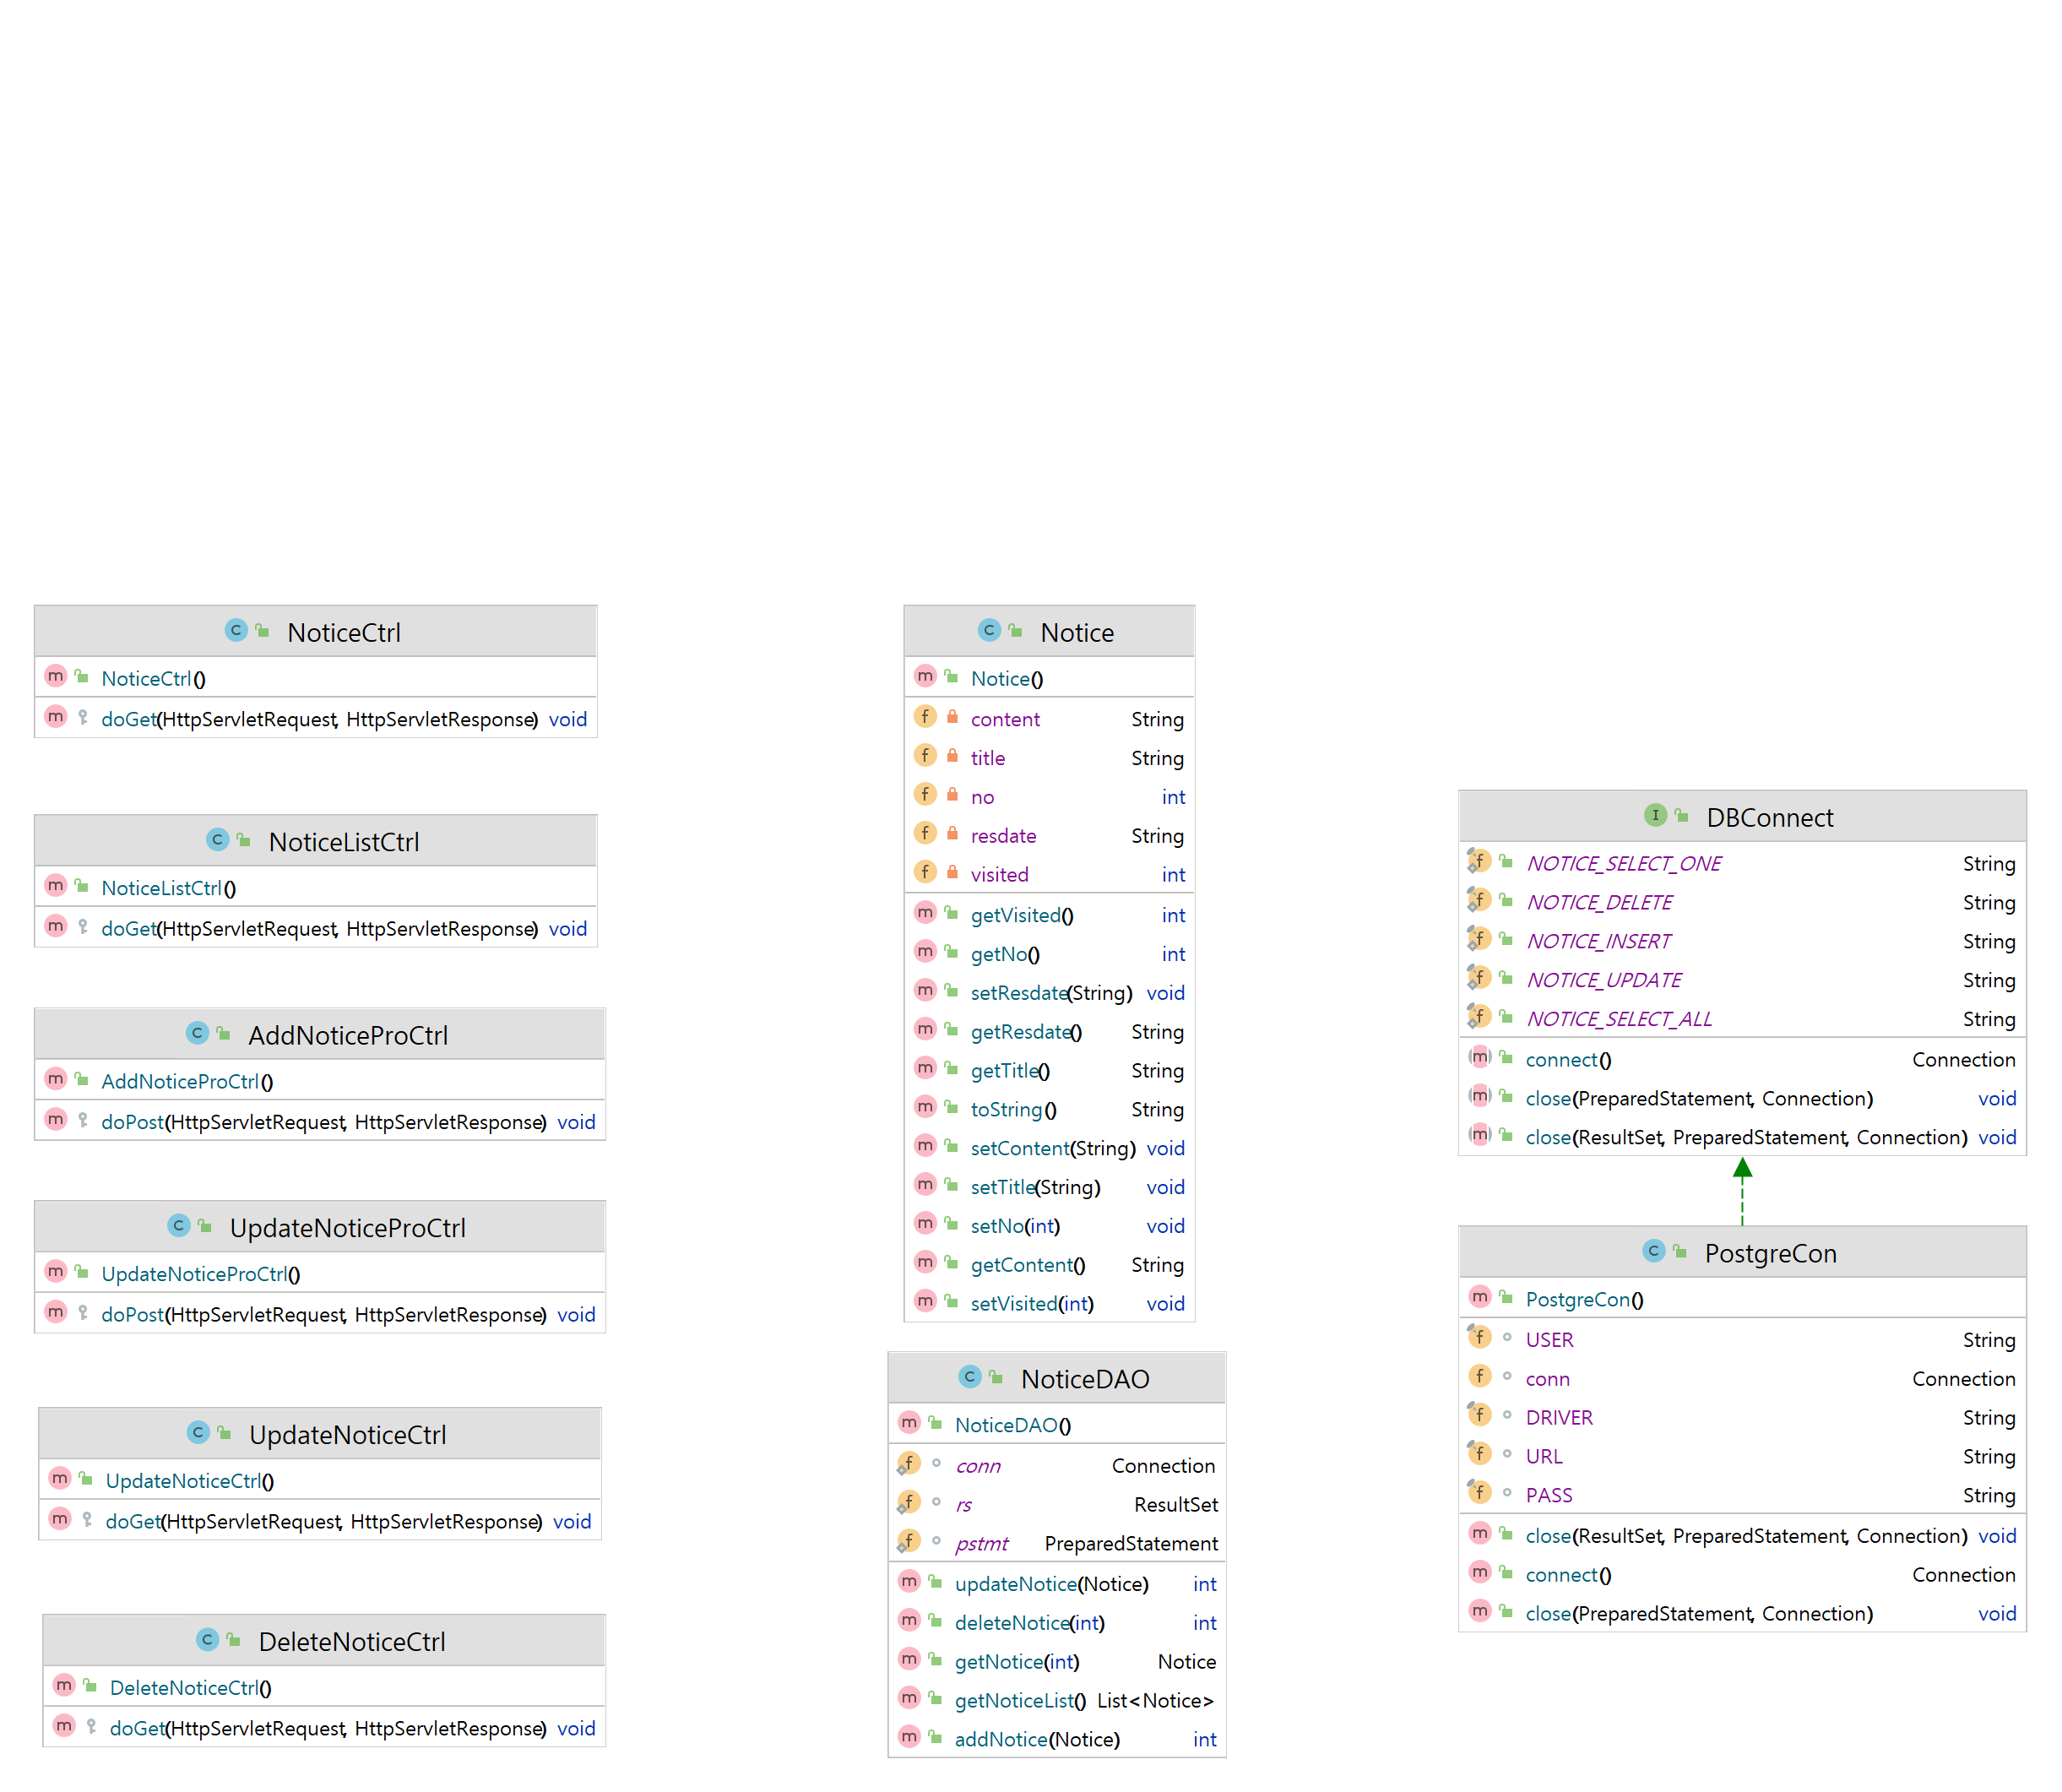 NoticeCtrl
NoticeCtrl()
doGet(HttpServletRequest, HttpServletResponse) void
NoticeListCtrl
NoticeListCtrl()
doGet(HttpServletRequest, HttpServletResponse) void
AddNoticeProCtrl
AddNoticeProCtrl()
doPost(HttpServletRequest, HttpServletResponse) void
UpdateNoticeProCtrl
UpdateNoticeProCtrl()
doPost(HttpServletRequest, HttpServletResponse) void
UpdateNoticeCtrl
UpdateNoticeCtrl()
doGet(HttpServletRequest, HttpServletResponse) void
DeleteNoticeCtrl
DeleteNoticeCtrl()
doGet(HttpServletRequest, HttpServletResponse) void
Notice
Notice()
content String
title String
no int
resdate String
visited int
getVisited() int
getNo() int
setResdate(String) void
getResdate() String
getTitle() String
toString() String
setContent(String) void
setTitle(String) void
setNo(int) void
getContent() String
setVisited(int) void
NoticeDAO
NoticeDAO()
conn Connection
rs ResultSet
pstmt PreparedStatement
updateNotice(Notice) int
deleteNotice(int) int
getNotice(int) Notice
getNoticeList() List<Notice>
addNotice(Notice) int
DBConnect
NOTICE_SELECT_ONE String
NOTICE_DELETE String
NOTICE_INSERT String
NOTICE_UPDATE String
NOTICE_SELECT_ALL String
connect() Connection
close(PreparedStatement, Connection) void
close(ResultSet, PreparedStatement, Connection) void
PostgreCon
PostgreCon()
USER String
conn Connection
DRIVER String
URL String
PASS String
close(ResultSet, PreparedStatement, Connection) void
connect() Connection
close(PreparedStatement, Connection) void